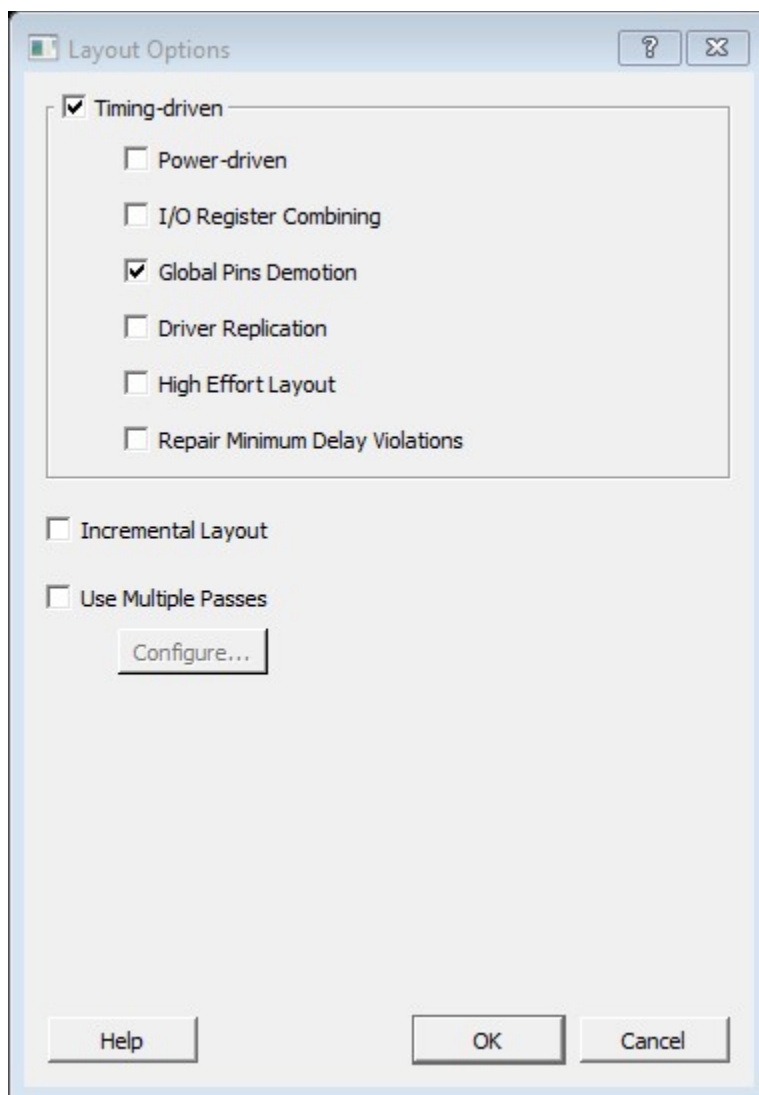 Layout Options
Timing-driven
Power-driven
I/O Register Combining
Global Pins Demotion
Driver Replication
High Effort Layout
Repair Minimum Delay Violations
Incremental Layout
Use Multiple Passes
Configure...
Help OK Cancel